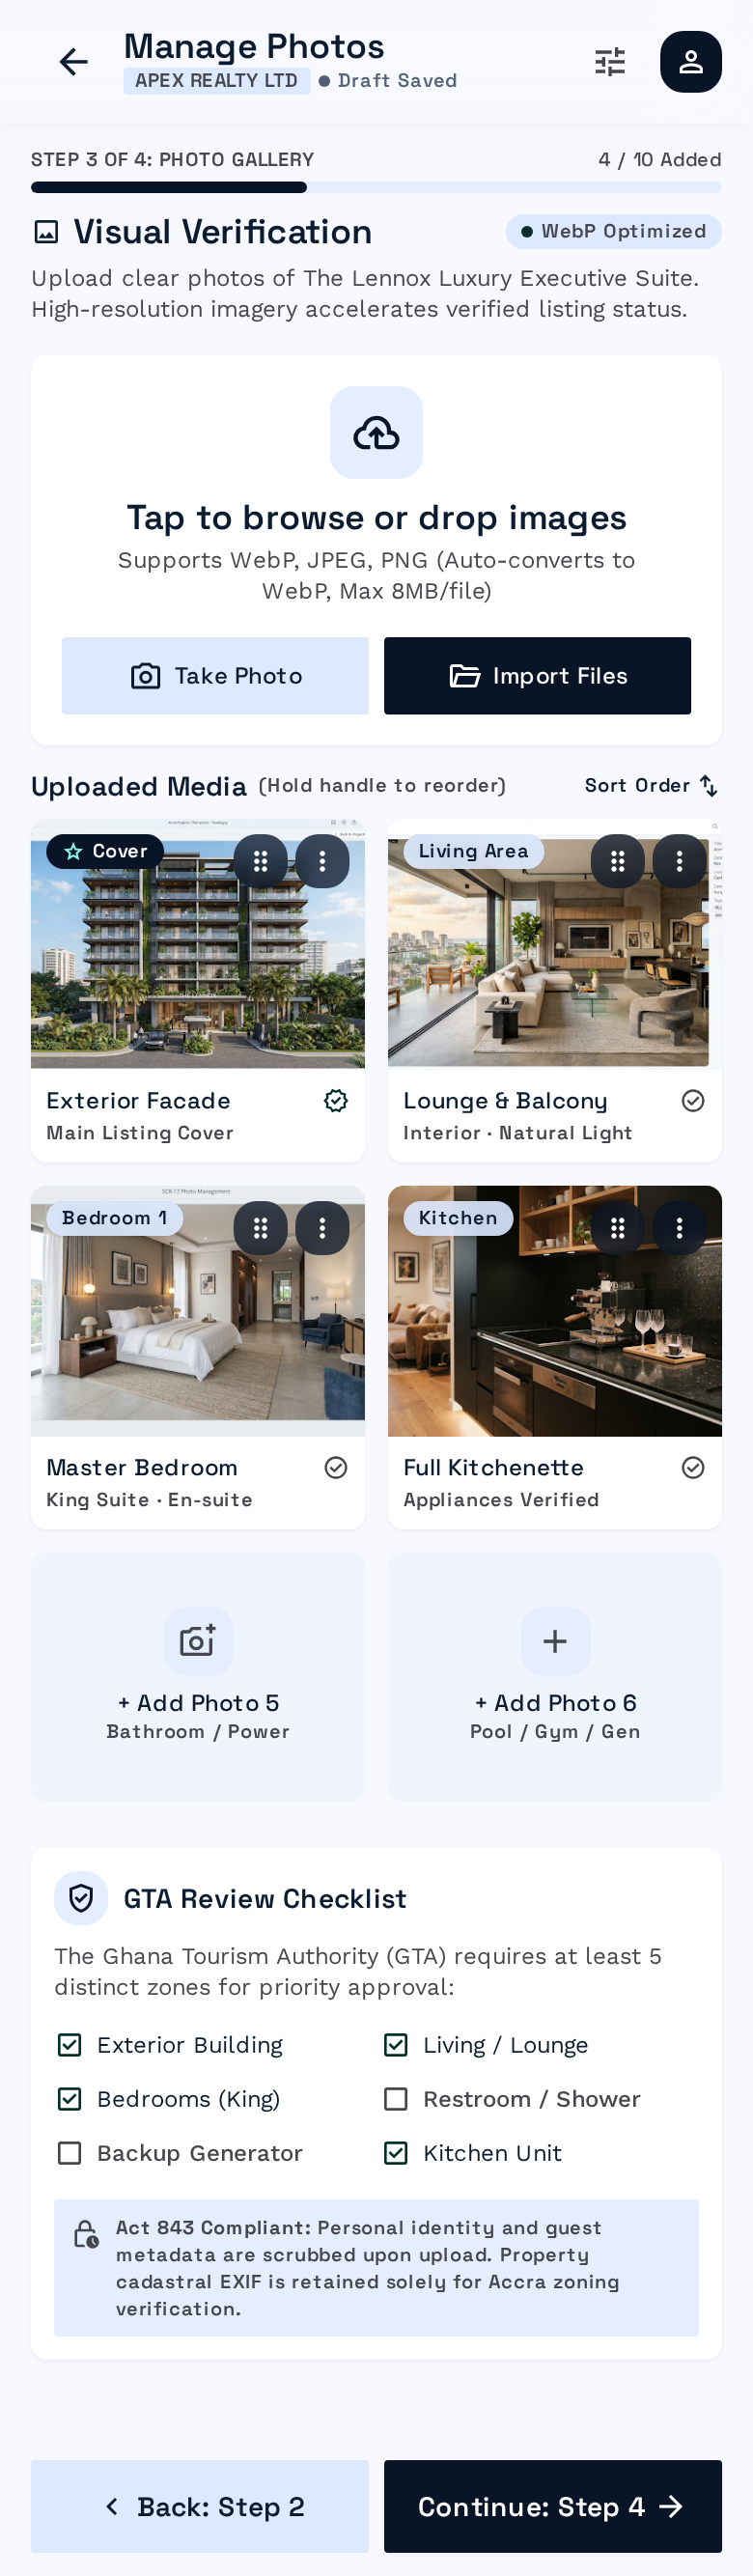 Manage Photos
APEX REALTY LTD Draft Saved
STEP 3 OF 4: PHOTO GALLERY 4 / 10 Added
Visual Verification WebP Optimized
Upload clear photos of The Lennox Luxury Executive Suite.
High-resolution imagery accelerates verified listing status.
Tap to browse or drop images
Supports WebP, JPEG, PNG (Auto-converts to
WebP, Max 8MB/file)
Take Photo Import Files
Uploaded Media (Hold handle to reorder) Sort Order
Cover Living Area
Exterior Facade Lounge & Balcony
Main Listing Cover Interior · Natural Light
SCR-12 Photo Management
Bedroom 1 Kitchen
Master Bedroom Full Kitchenette
King Suite · En-suite Appliances Verified
+ Add Photo 5 + Add Photo 6
Bathroom / Power Pool / Gym / Gen
GTA Review Checklist
The Ghana Tourism Authority (GTA) requires at least 5
distinct zones for priority approval:
Exterior Building Living / Lounge
Bedrooms (King) Restroom / Shower
Backup Generator Kitchen Unit
Act 843 Compliant: Personal identity and guest
metadata are scrubbed upon upload. Property
cadastral EXIF is retained solely for Accra zoning
verification.
Back: Step 2 Continue: Step 4